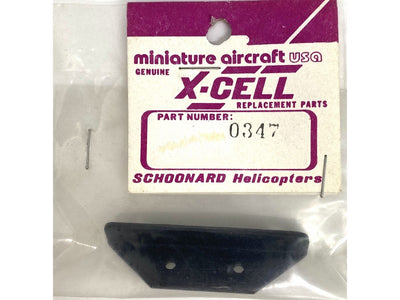 miniature aircraft usa
GENUINE
X-CELL
REPLACEMENT PARTS
PART NUMBER:
0347
SCHOONARD Helicopters